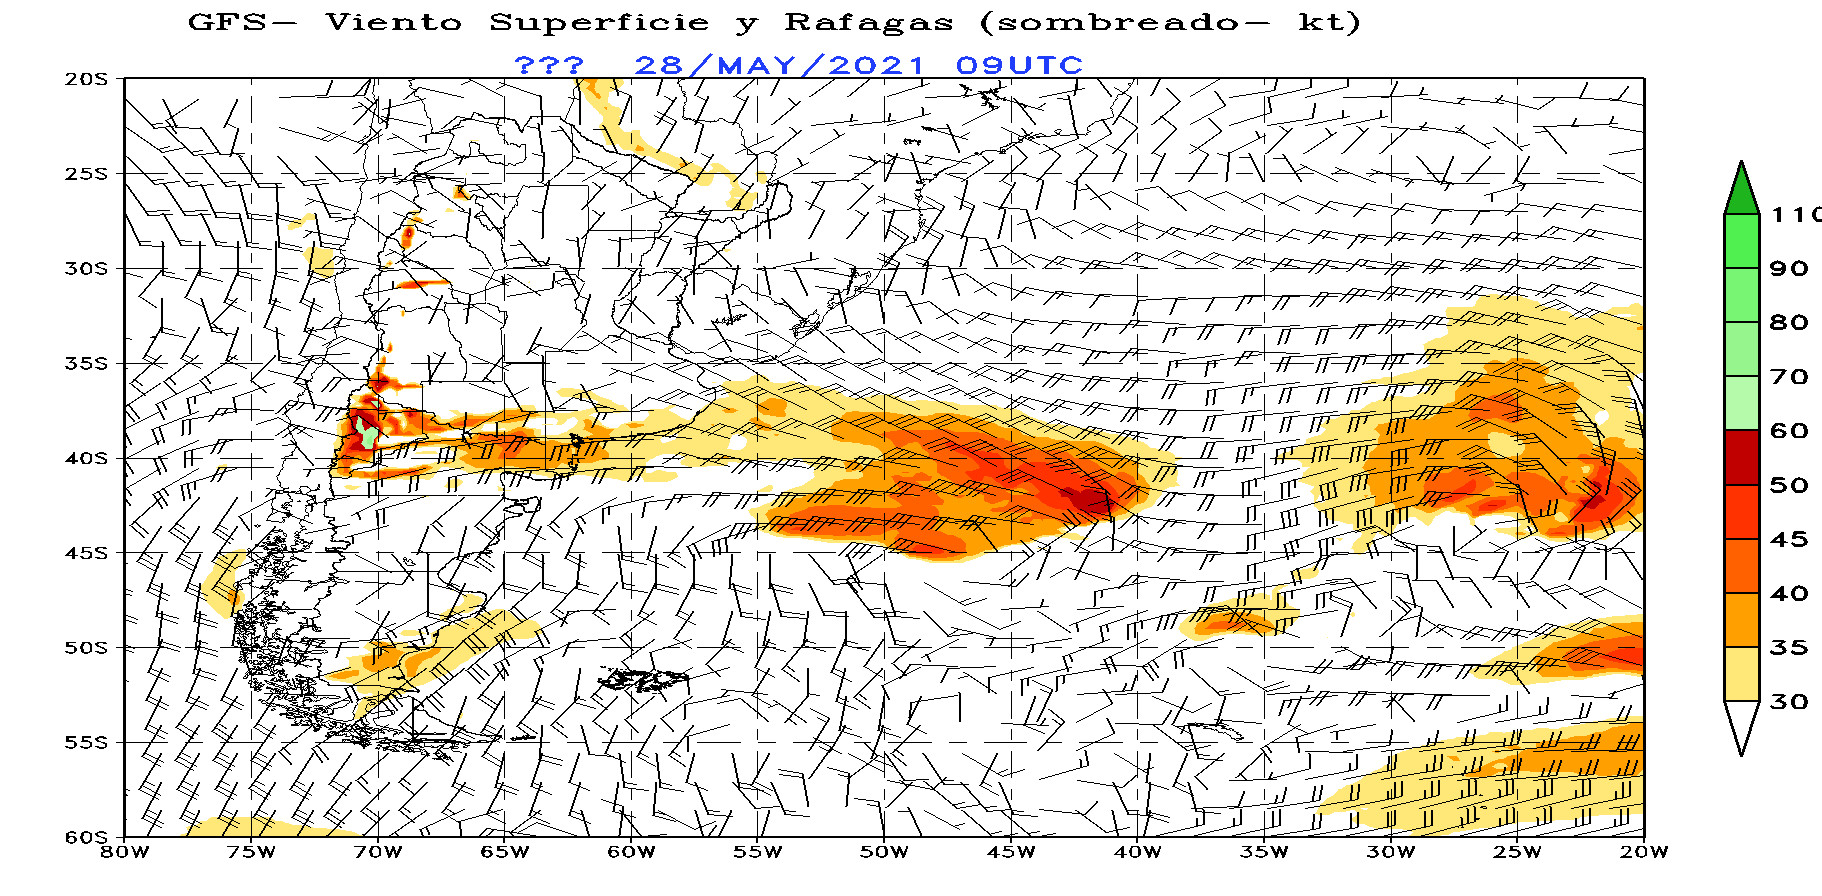 GFS- Viento Superficie y Rafagas (sombreado- kt)
??? 28/MAY/2021 09UTC
20S
25S
30S
35S
40S
45S
50S
55S
60S
80W 75W 70W 65W 60W 55W 50W 45W 40W 35W 30W 25W 20W
110
90
80
70
60
50
45
40
35
30